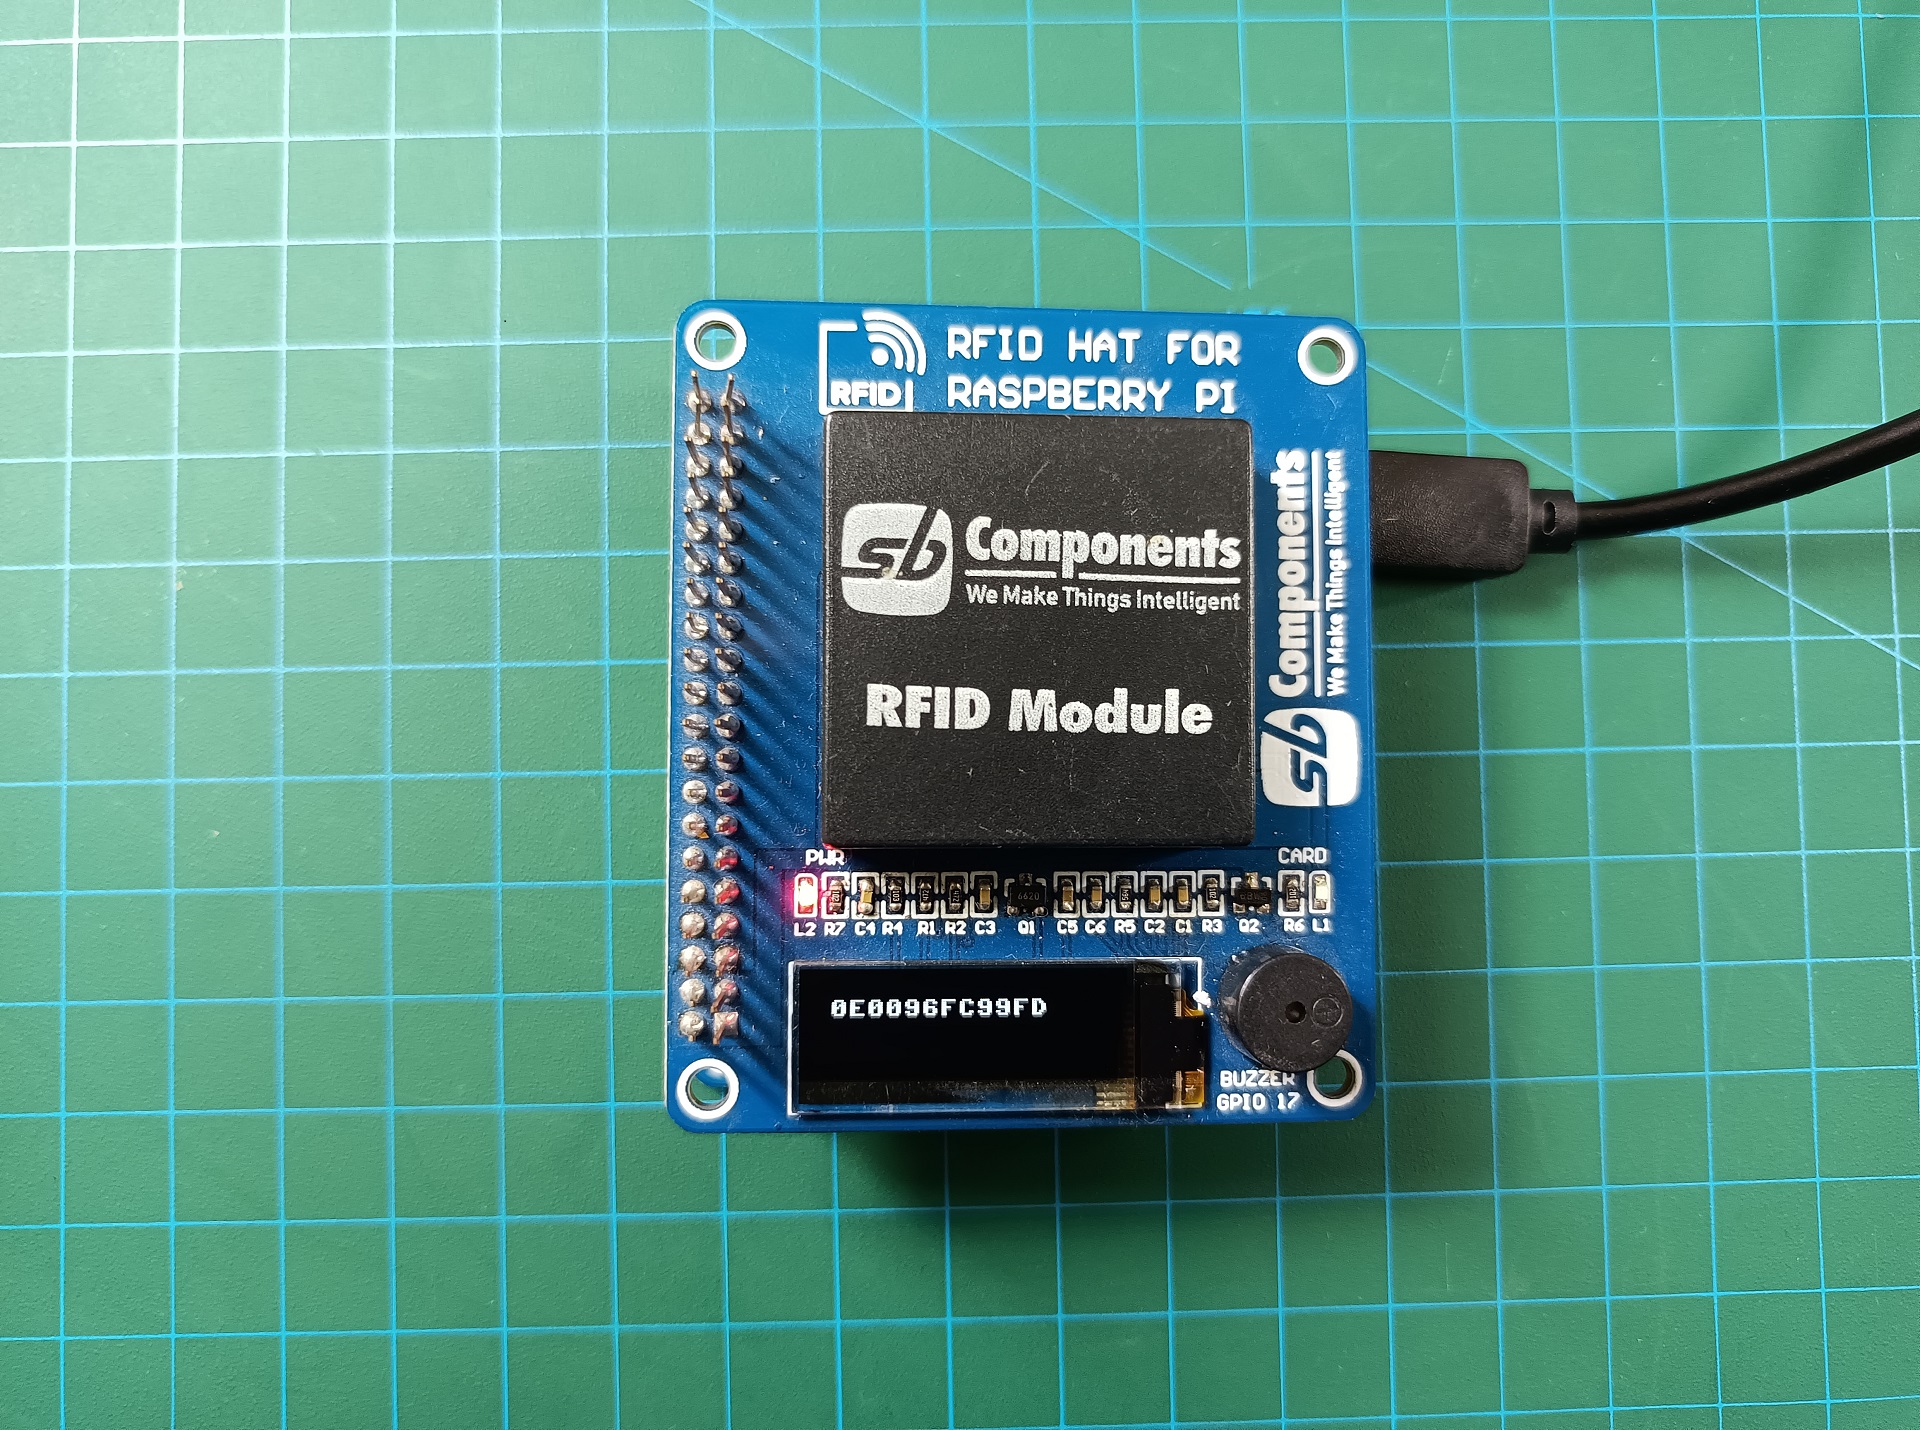 RFID HAT FOR
RASPBERRY PI
RFID
sb Components
We Make Things Intelligent
RFID Module
sb Components
We Make Things Intelligent
PWR
CARD
L2 R7 C4 R4 R1 R2 C3 Q1 C5 C6 R5 C2 C1 R3 Q2 R6 L1
0E0096FC99FD
BUZZER
GPIO 17